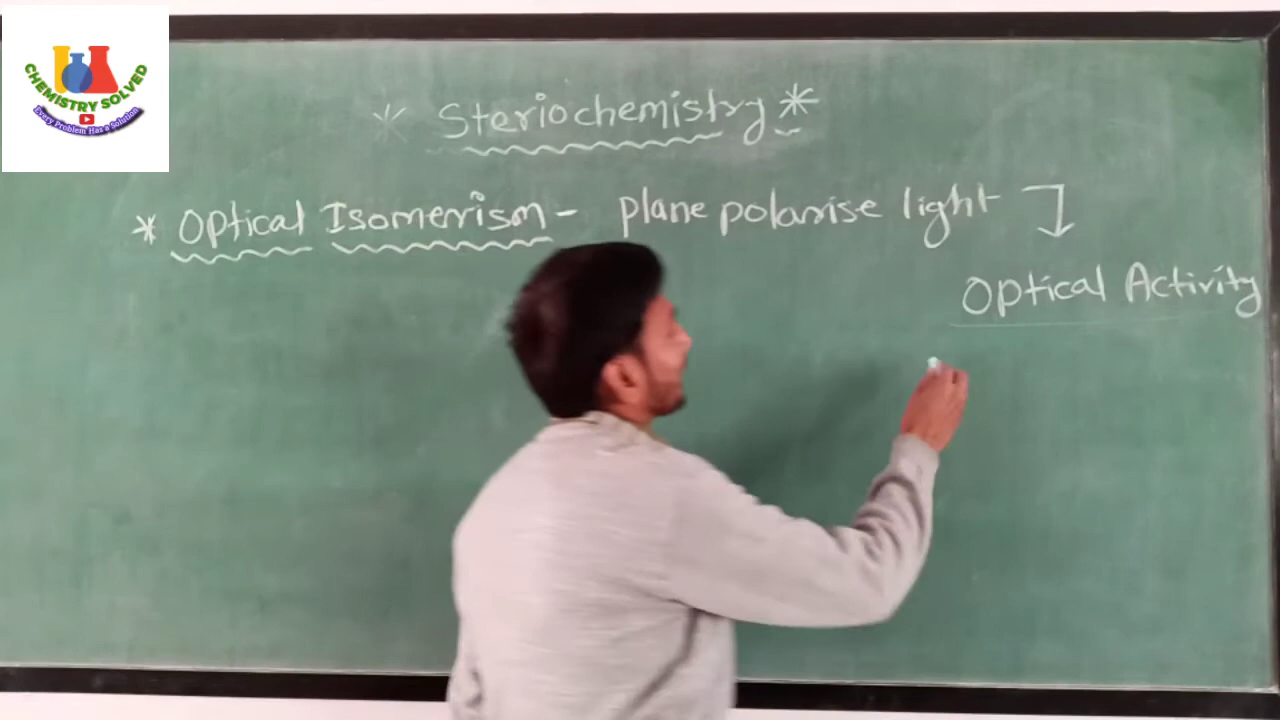 CHEMISTRY SOLVED
Every Problem Has a Solution
* Steriochemistry *
* Optical Isomerism - plane polarise light
Optical Activity